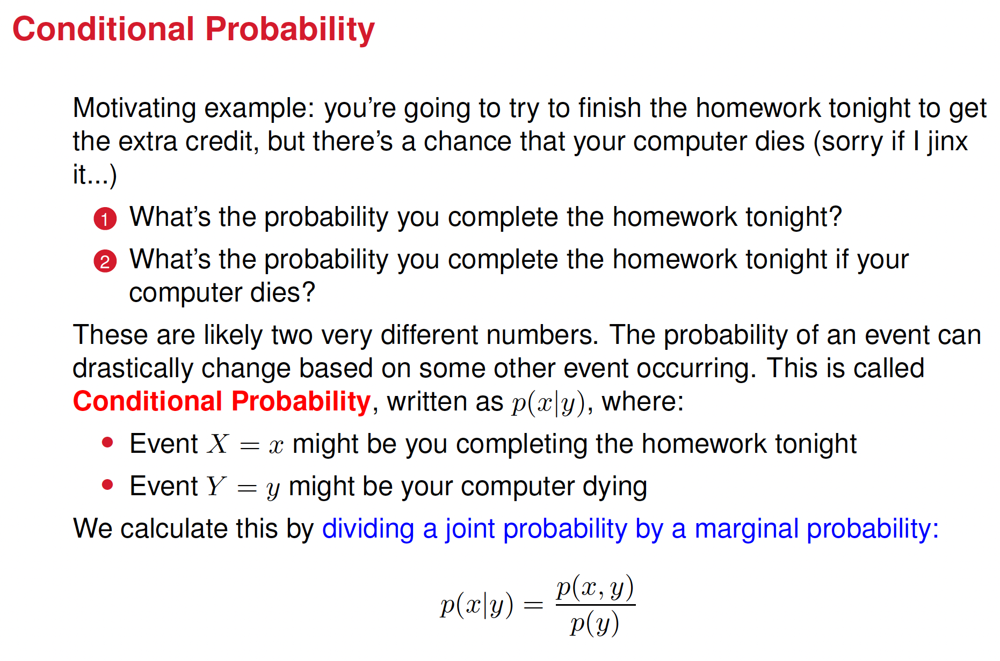 Conditional Probability
Motivating example: you're going to try to finish the homework tonight to get
the extra credit, but there's a chance that your computer dies (sorry if I jinx
it...)
1 What's the probability you complete the homework tonight?
2 What's the probability you complete the homework tonight if your
computer dies?
These are likely two very different numbers. The probability of an event can
drastically change based on some other event occurring. This is called
Conditional Probability, written as p(x|y), where:
• Event X = x might be you completing the homework tonight
• Event Y = y might be your computer dying
We calculate this by dividing a joint probability by a marginal probability:
p(x|y) = p(x, y) / p(y)